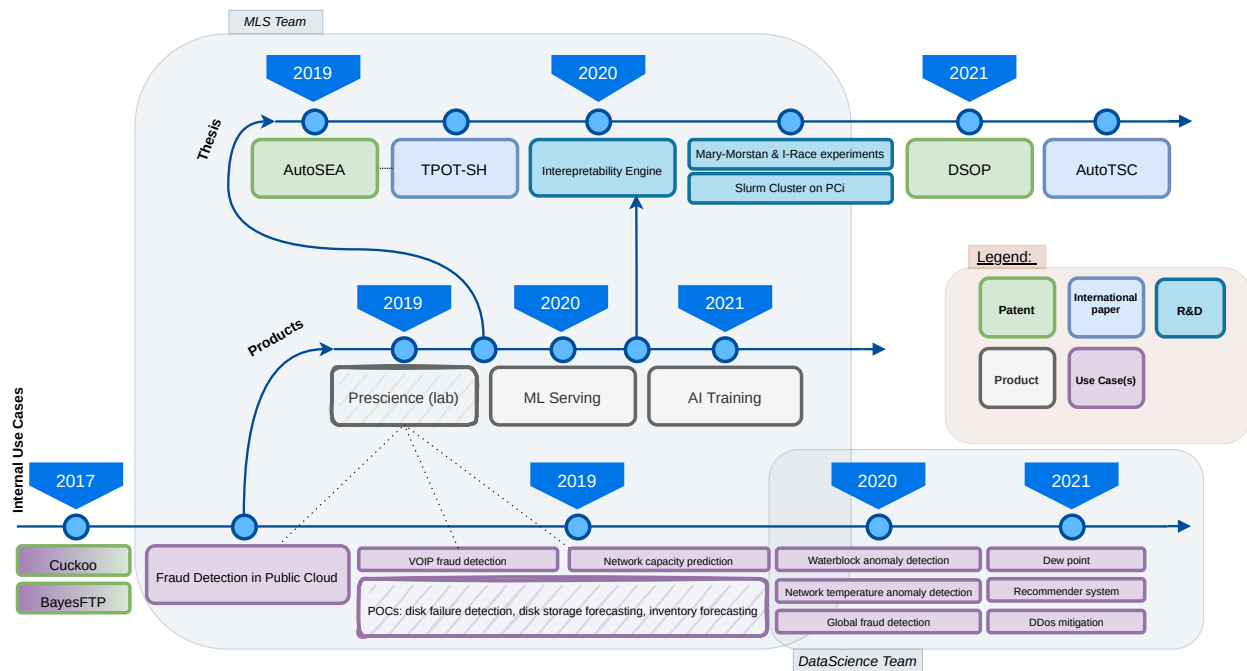 MLS Team
2019
2020
2021
Thesis
AutoSEA
TPOT-SH
Interepretability Engine
Mary-Morstan & I-Race experiments
Slurm Cluster on PCi
DSOP
AutoTSC
Legend:
Patent
International
paper
R&D
Product
Use Case(s)
Products
2019
2020
2021
Prescience (lab)
ML Serving
AI Training
Internal Use Cases
2017
2019
2020
2021
Cuckoo
BayesFTP
Fraud Detection in Public Cloud
VOIP fraud detection
Network capacity prediction
POCs: disk failure detection, disk storage forecasting, inventory forecasting
Waterblock anomaly detection
Network temperature anomaly detection
Global fraud detection
Dew point
Recommender system
DDos mitigation
DataScience Team